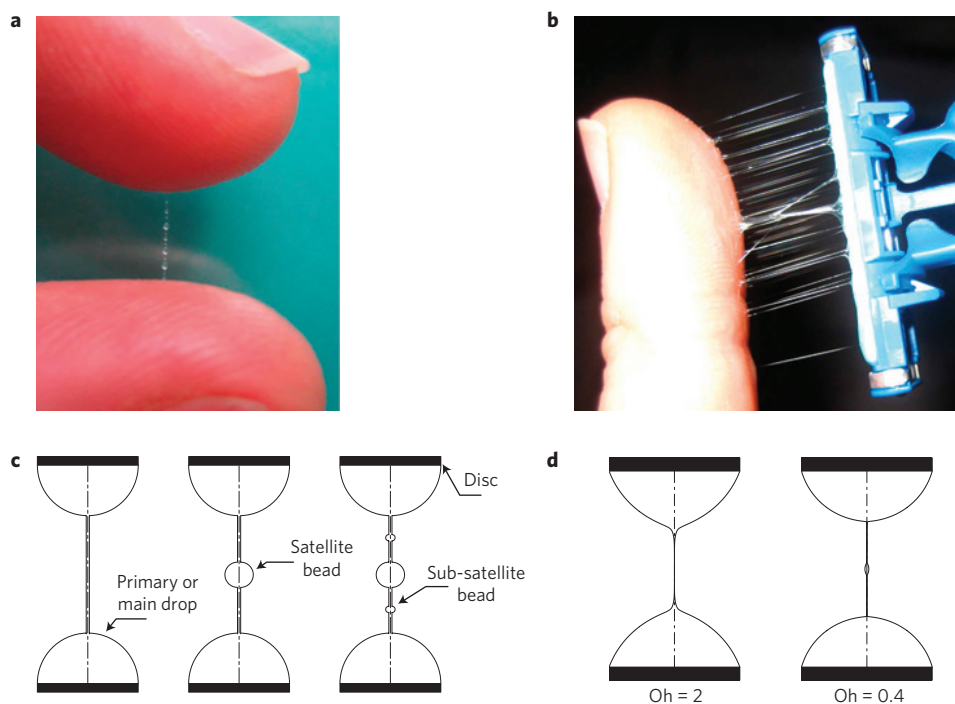 a
b
c
Disc
Satellite
bead
Primary or
main drop
Sub-satellite
bead
d
Oh = 2
Oh = 0.4